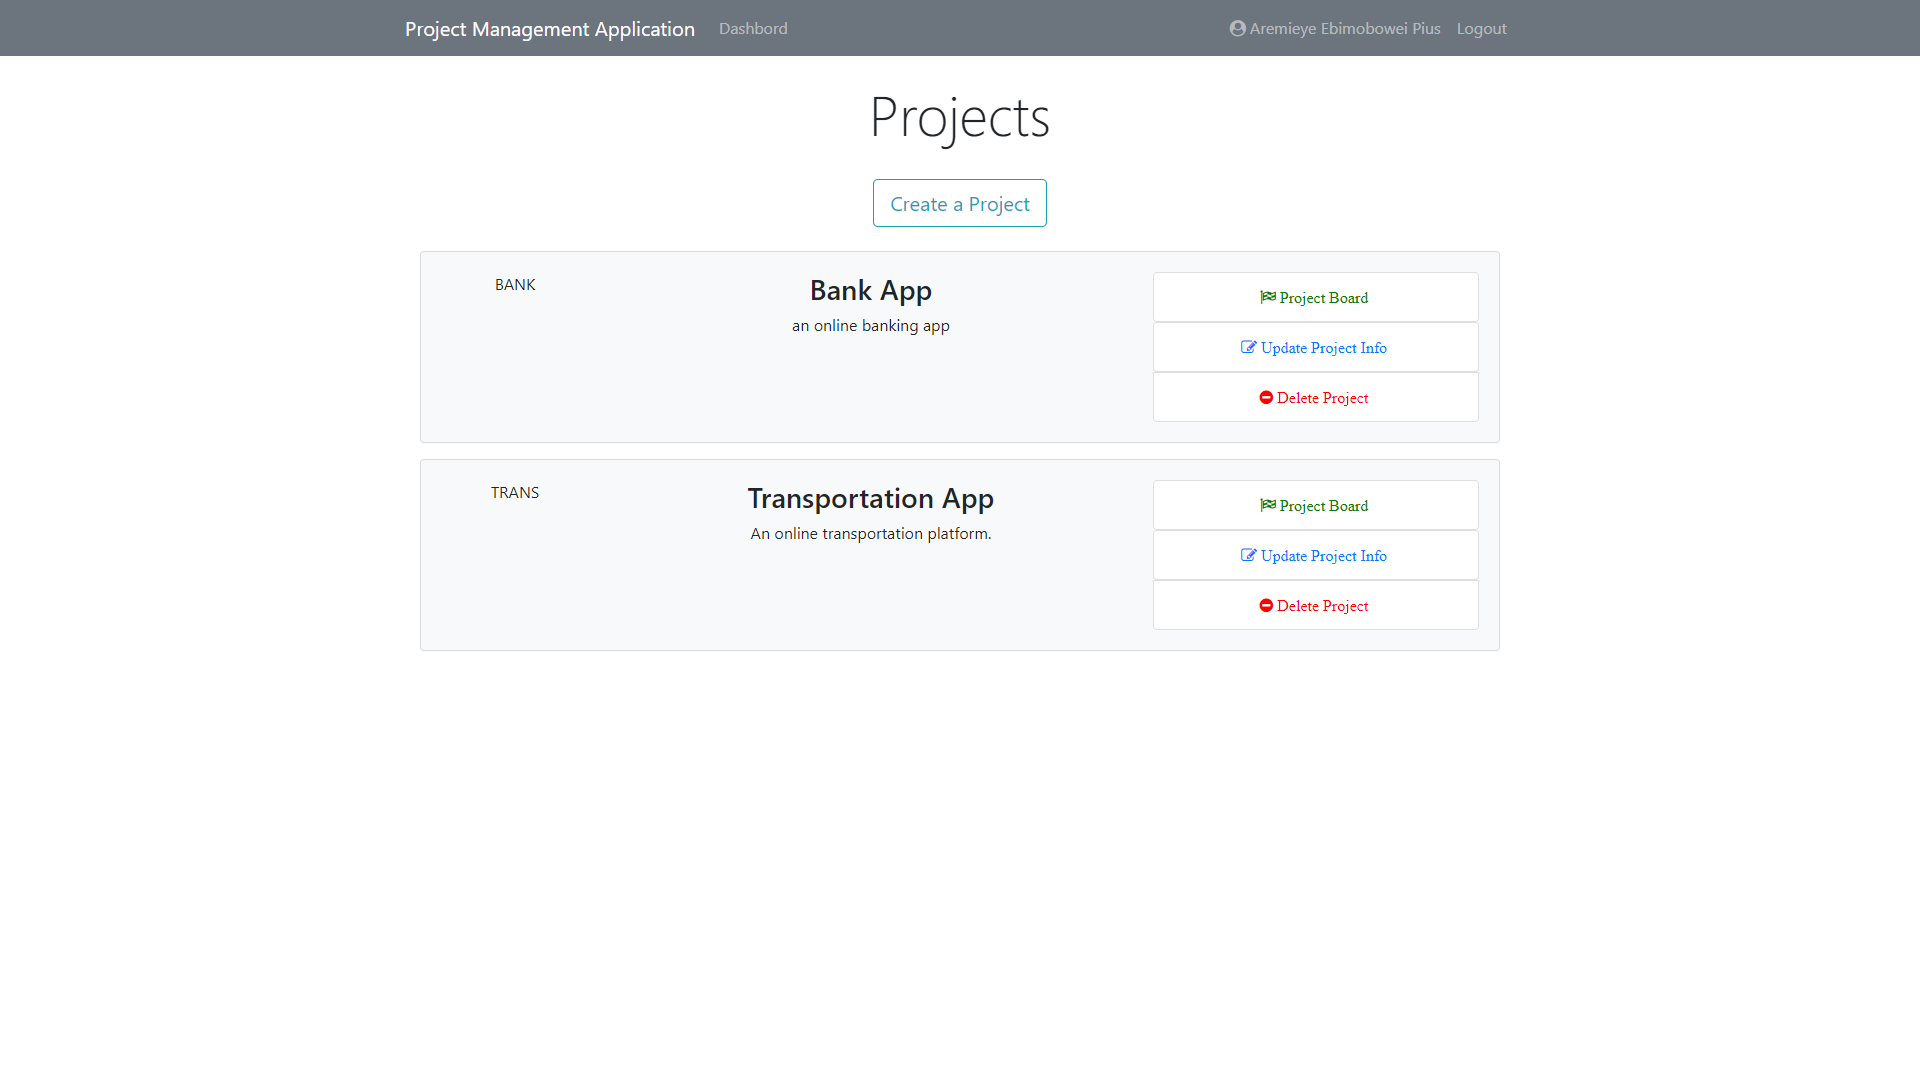 Project Management Application Dashbord Aremieye Ebimobowei Pius Logout
Projects
Create a Project
BANK
Bank App
an online banking app
Project Board
Update Project Info
Delete Project
TRANS
Transportation App
An online transportation platform.
Project Board
Update Project Info
Delete Project